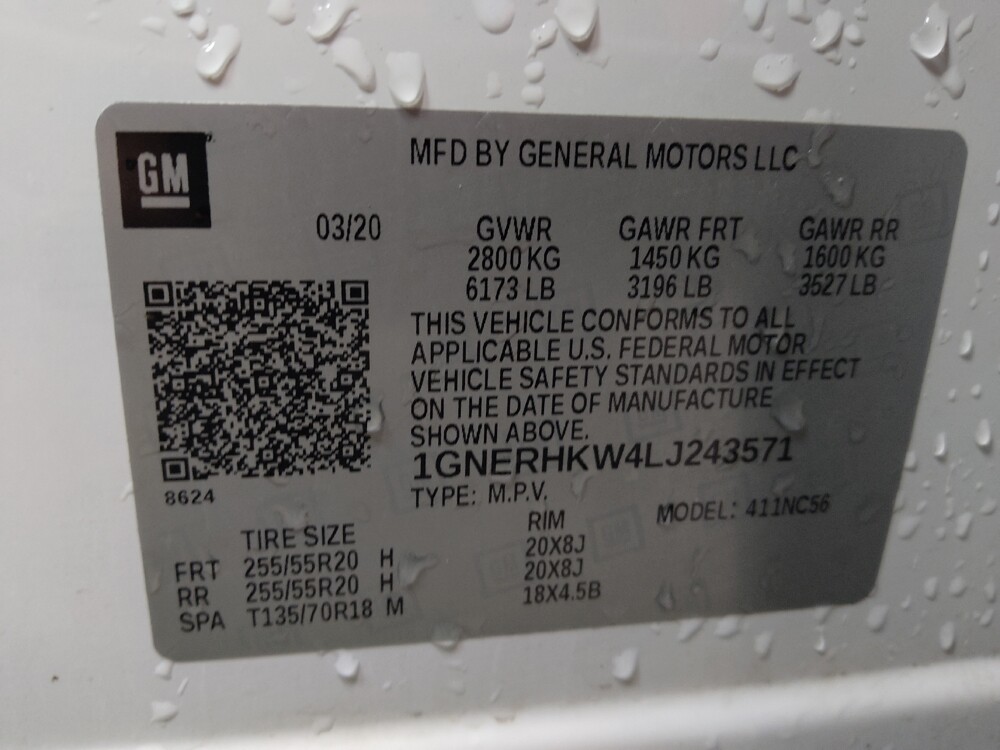 GM
MFD BY GENERAL MOTORS LLC
03/20 GVWR GAWR FRT GAWR RR
2800 KG 1450 KG 1600 KG
6173 LB 3196 LB 3527 LB
THIS VEHICLE CONFORMS TO ALL
APPLICABLE U.S. FEDERAL MOTOR
VEHICLE SAFETY STANDARDS IN EFFECT
ON THE DATE OF MANUFACTURE
SHOWN ABOVE.
1GNERHKW4LJ243571
8624
TYPE: M.P.V. MODEL: 411NC56
TIRE SIZE RIM
FRT 255/55R20 H 20X8J
RR 255/55R20 H 20X8J
SPA T135/70R18 M 18X4.5B